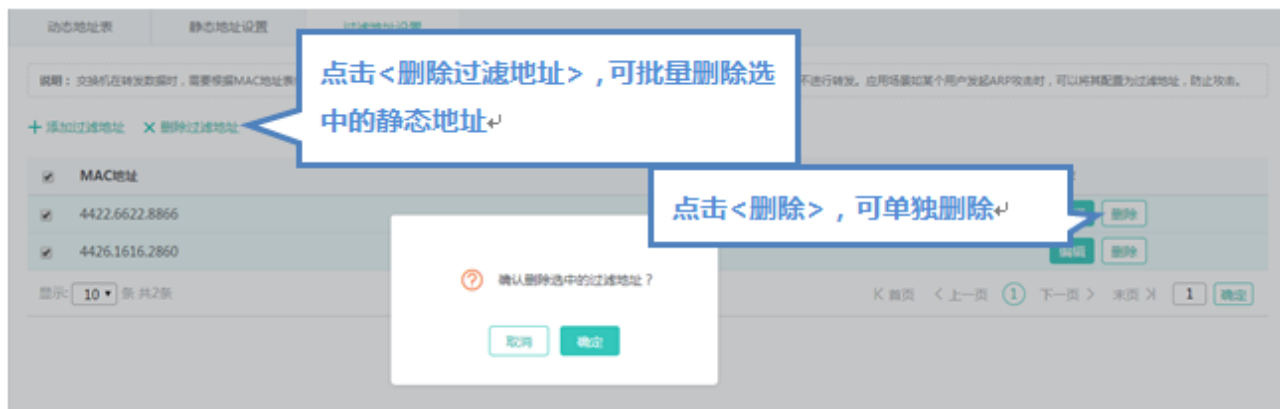 动态地址表 静态地址设置 过滤地址设置
点击<删除过滤地址>，可批量删除选
中的静态地址↵
说明：交换机在转发数据时，需要根据MAC地址表 不进行转发。应用场景如某个用户发起ARP攻击时，可以将其配置为过滤地址，防止攻击。
+ 添加过滤地址 X 删除过滤地址
MAC地址
点击<删除>，可单独删除↵
4422.6622.8866 删除
4426.1616.2860 编辑 删除
确认删除选中的过滤地址？
取消 确定
显示: 10 条 共2条 首页 上一页 1 下一页 末页 1 确定